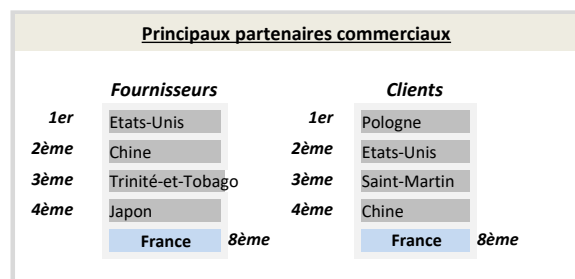 Principaux partenaires commerciaux
Fournisseurs Clients
1er Etats-Unis 1er Pologne
2ème Chine 2ème Etats-Unis
3ème Trinité-et-Tobago 3ème Saint-Martin
4ème Japon 4ème Chine
France 8ème France 8ème